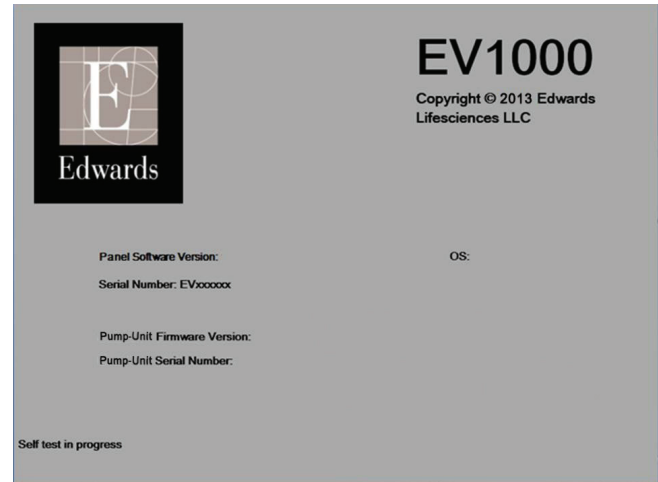 E
Edwards
EV1000
Copyright © 2013 Edwards
Lifesciences LLC
Panel Software Version:
OS:
Serial Number: EVxxxxxx
Pump-Unit Firmware Version:
Pump-Unit Serial Number:
Self test in progress